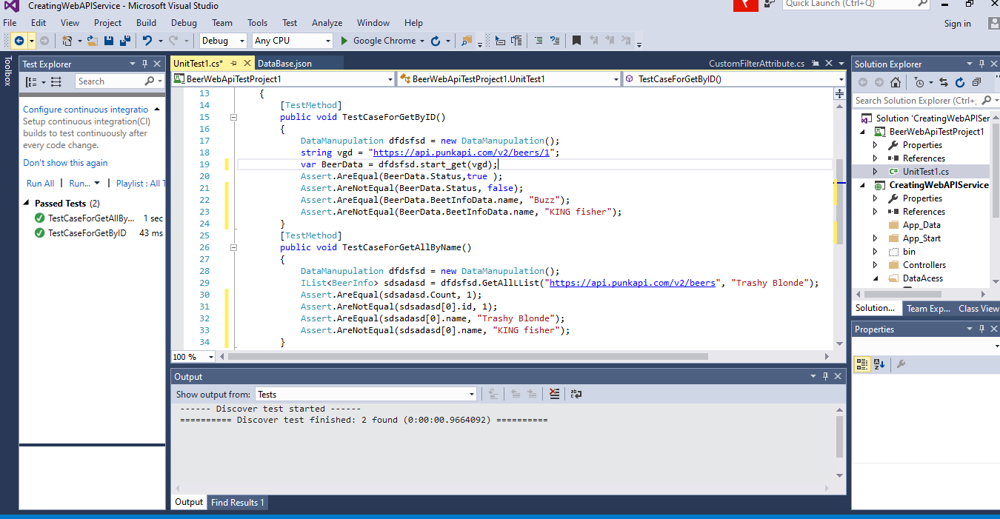 CreatingWebAPIService - Microsoft Visual Studio
Quick Launch (Ctrl+Q)
File Edit View Project Build Debug Team Tools Test Analyze Window Help
Sign in
Debug Any CPU Google Chrome
Toolbox
Test Explorer
Search
Configure continuous integratio
Setup continuous integration(CI)
builds to test continuously after
every code change.
Don't show this again
Run All | Run... | Playlist : All T
Passed Tests (2)
TestCaseForGetAllBy... 1 sec
TestCaseForGetByID 43 ms
UnitTest1.cs* DataBase.json CustomFilterAttribute.cs
BeerWebApiTestProject1 BeerWebApiTestProject1.UnitTest1 TestCaseForGetByID()
13 {
14 [TestMethod]
15 public void TestCaseForGetByID()
16 {
17 DataManupulation dfdsfsd = new DataManupulation();
18 string vgd = "https://api.punkapi.com/v2/beers/1";
19 var BeerData = dfdsfsd.start_get(vgd);
20 Assert.AreEqual(BeerData.Status,true );
21 Assert.AreNotEqual(BeerData.Status, false);
22 Assert.AreEqual(BeerData.BeetInfoData.name, "Buzz");
23 Assert.AreNotEqual(BeerData.BeetInfoData.name, "KING fisher");
24 }
25 [TestMethod]
26 public void TestCaseForGetAllByName()
27 {
28 DataManupulation dfdsfsd = new DataManupulation();
29 IList<BeerInfo> sdsadasd = dfdsfsd.GetAllLList("https://api.punkapi.com/v2/beers", "Trashy Blonde");
30 Assert.AreEqual(sdsadasd.Count, 1);
31 Assert.AreNotEqual(sdsadasd[0].id, 1);
32 Assert.AreEqual(sdsadasd[0].name, "Trashy Blonde");
33 Assert.AreNotEqual(sdsadasd[0].name, "KING fisher");
34 }
100 %
Output
Show output from: Tests
------ Discover test started ------
========== Discover test finished: 2 found (0:00:00.9664092) ==========
Output Find Results 1
Solution Explorer
Search Solution Explorer (Ctrl+;
Solution 'CreatingWebAPISer
BeerWebApiTestProject1
Properties
References
C# UnitTest1.cs
CreatingWebAPIService
Properties
References
App_Data
App_Start
bin
Controllers
DataAcess
Solution... Team Exp... Class View
Properties